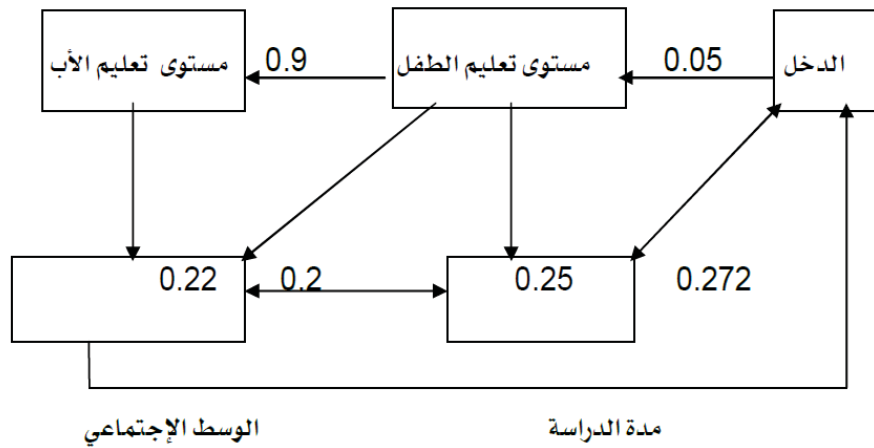 الدخل
0.05
مستوى تعليم الطفل
0.9
مستوى تعليم الأب
0.272
0.25
0.2
0.22
مدة الدراسة
الوسط الإجتماعي